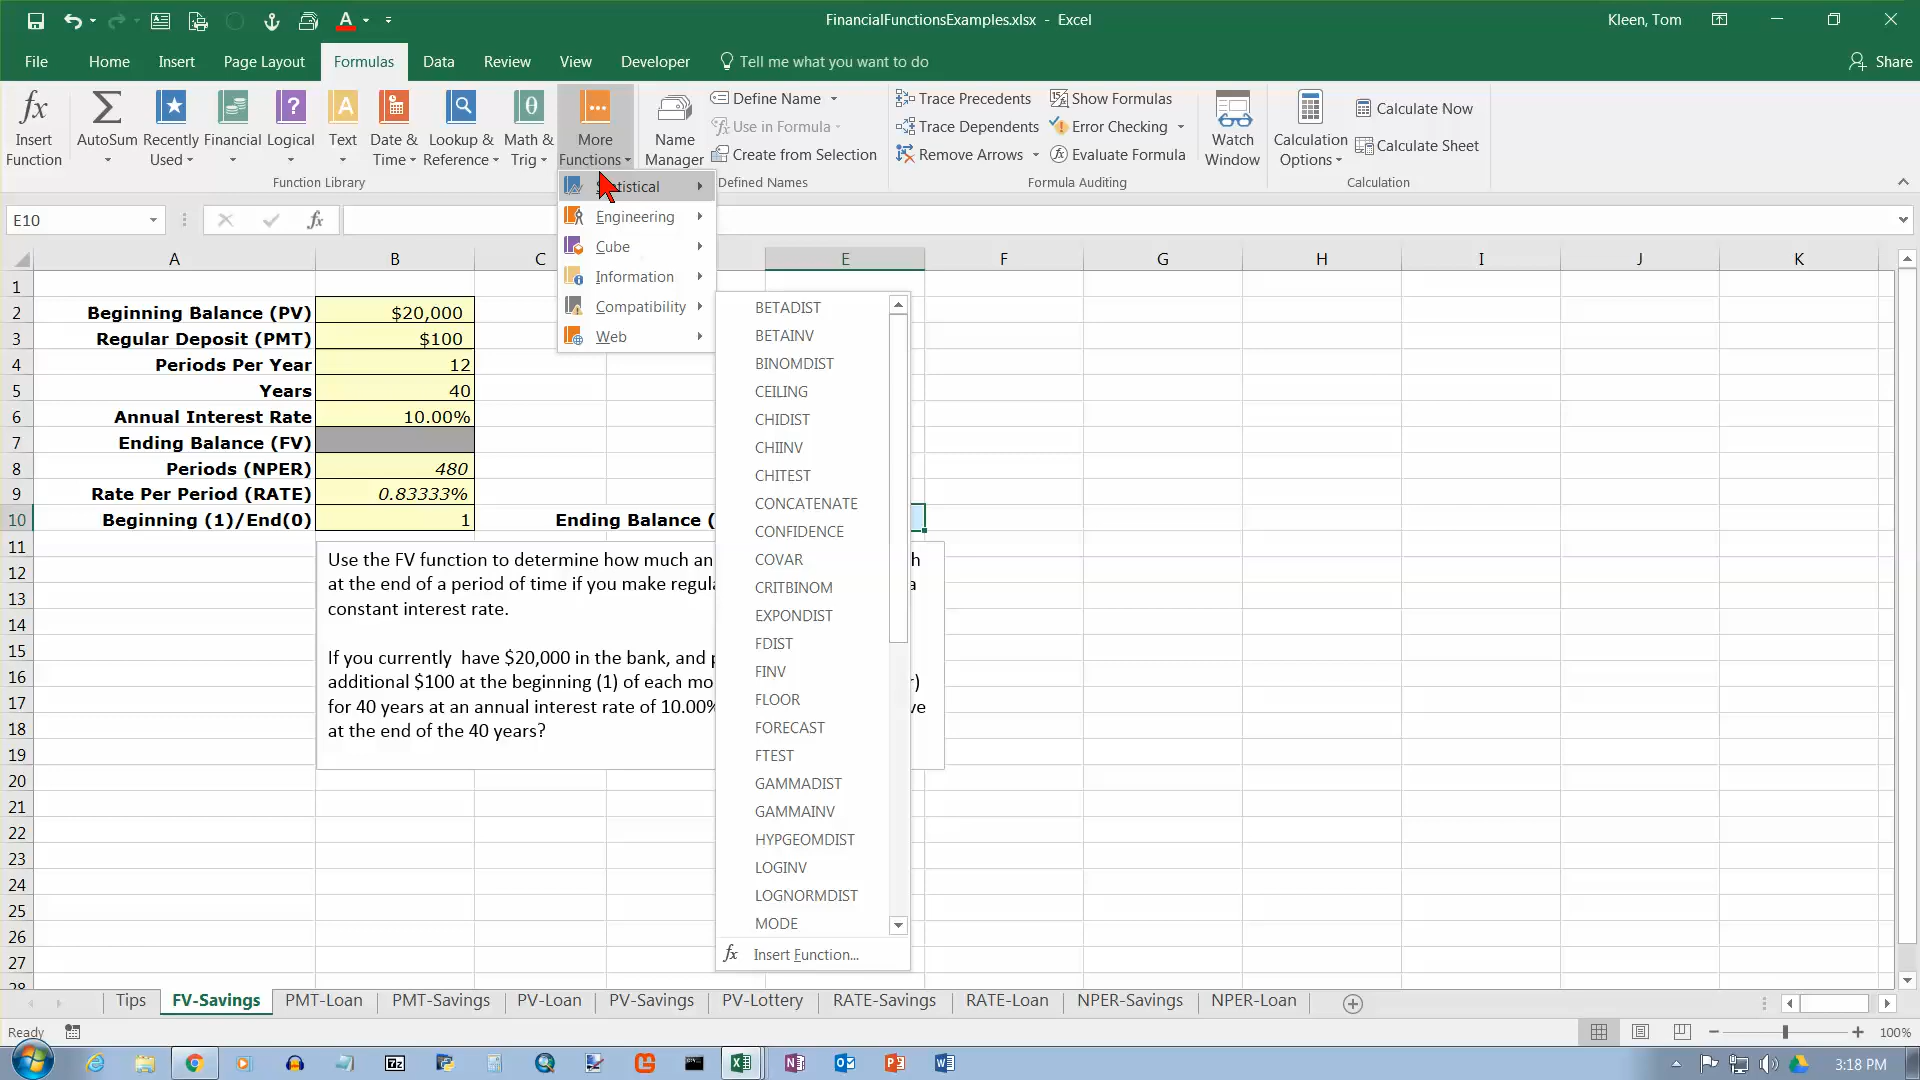 FinancialFunctionsExamples.xlsx - Excel
Kleen, Tom
File
Home
Insert
Page Layout
Formulas
Data
Review
View
Developer
Tell me what you want to do
Share
Insert
Function
AutoSum
Recently
Used
Financial
Logical
Text
Date &
Time
Lookup &
Reference
Math &
Trig
More
Functions
Name
Manager
Define Name
Use in Formula
Create from Selection
Trace Precedents
Trace Dependents
Remove Arrows
Show Formulas
Error Checking
Evaluate Formula
Watch
Window
Calculation
Options
Calculate Now
Calculate Sheet
Function Library
Defined Names
Formula Auditing
Calculation
Engineering
Cube
Information
Compatibility
Web
E10
fx
A B C E F G H I J K
1
2 Beginning Balance (PV) $20,000
3 Regular Deposit (PMT) $100
4 Periods Per Year 12
5 Years 40
6 Annual Interest Rate 10.00%
7 Ending Balance (FV)
8 Periods (NPER) 480
9 Rate Per Period (RATE) 0.83333%
10 Beginning (1)/End(0) 1 Ending Balance (
11
12
13
14
15
16
17
18
19
20
21
22
23
24
25
26
27
28
Use the FV function to determine how much an
at the end of a period of time if you make regula
constant interest rate.
If you currently have $20,000 in the bank, and p
additional $100 at the beginning (1) of each mo
for 40 years at an annual interest rate of 10.00%
at the end of the 40 years?
BETADIST
BETAINV
BINOMDIST
CEILING
CHIDIST
CHIINV
CHITEST
CONCATENATE
CONFIDENCE
COVAR
CRITBINOM
EXPONDIST
FDIST
FINV
FLOOR
FORECAST
FTEST
GAMMADIST
GAMMAINV
HYPGEOMDIST
LOGINV
LOGNORMDIST
MODE
fx Insert Function...
Tips
FV-Savings
PMT-Loan
PMT-Savings
PV-Loan
PV-Savings
PV-Lottery
RATE-Savings
RATE-Loan
NPER-Savings
NPER-Loan
Ready
100%
3:18 PM